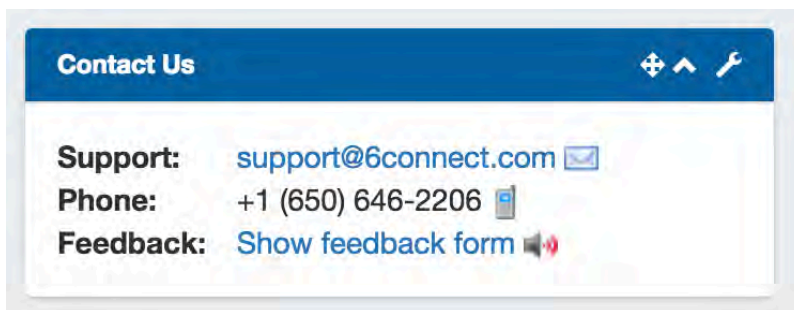 Contact Us
Support: support@6connect.com
Phone: +1 (650) 646-2206
Feedback: Show feedback form